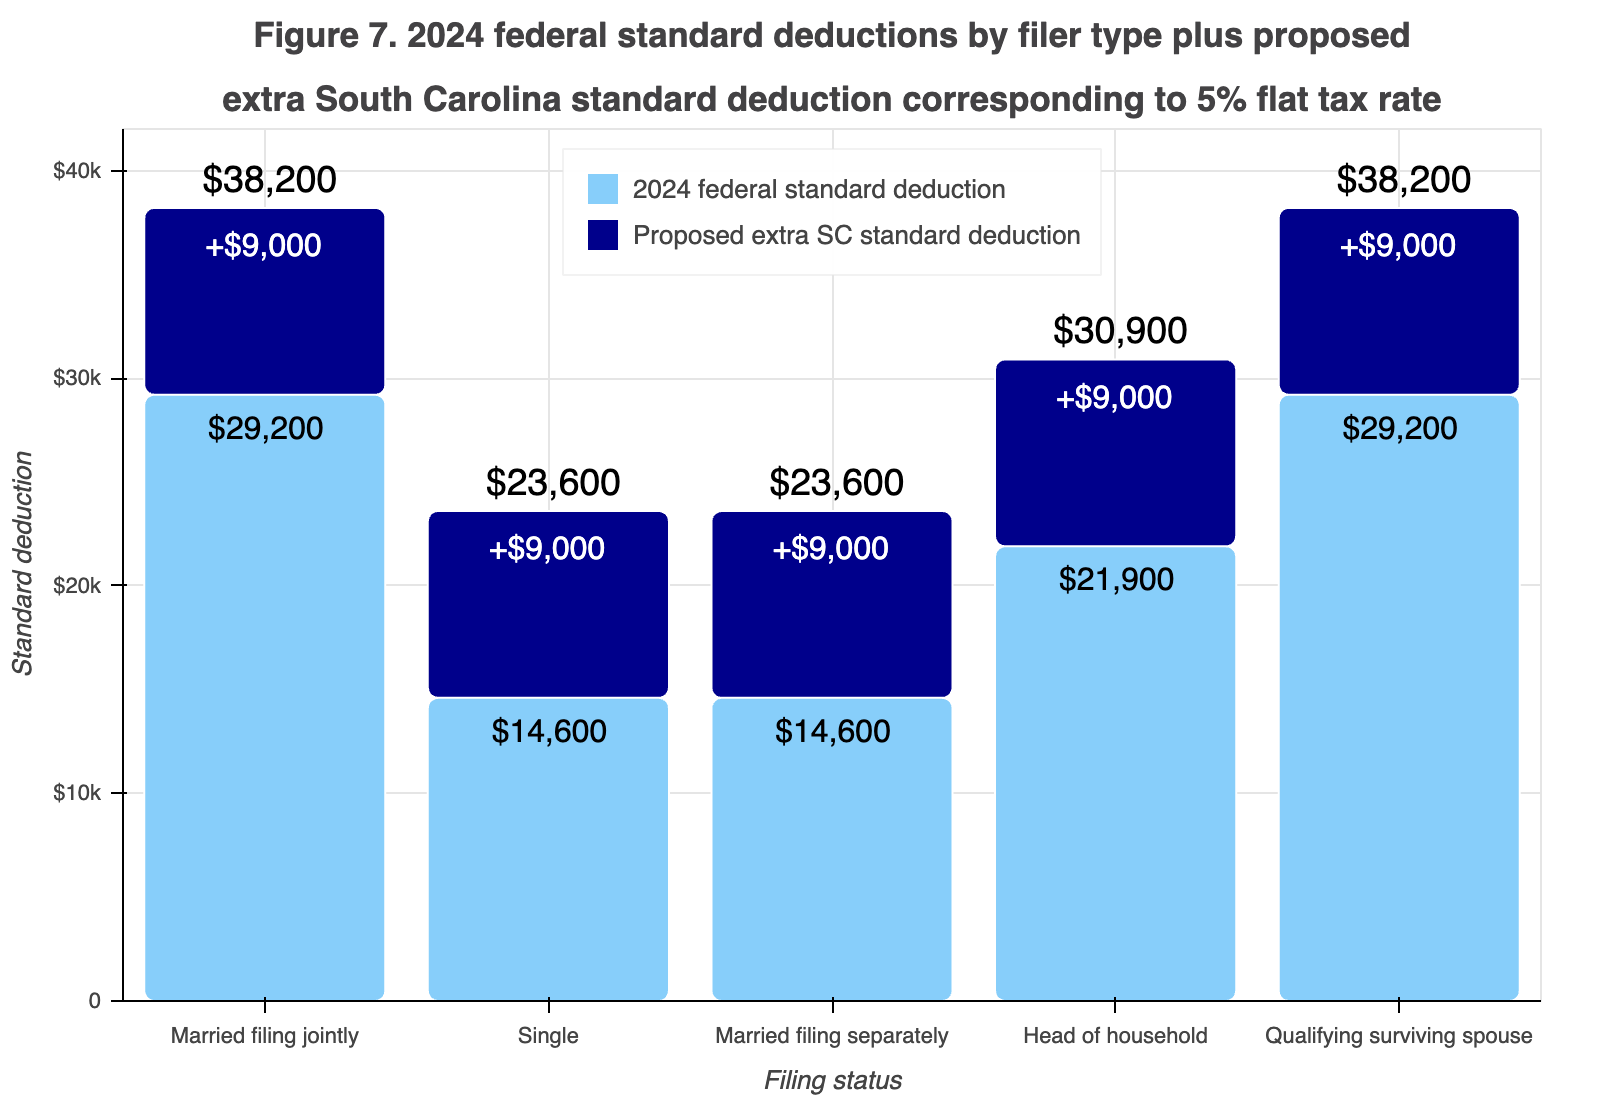 Figure 7. 2024 federal standard deductions by filer type plus proposed
extra South Carolina standard deduction corresponding to 5% flat tax rate
2024 federal standard deduction
Proposed extra SC standard deduction
Standard deduction
$40k
$30k
$20k
$10k
0
$38,200
+$9,000
$29,200
$23,600
+$9,000
$14,600
$23,600
+$9,000
$14,600
$30,900
+$9,000
$21,900
$38,200
+$9,000
$29,200
Married filing jointly
Single
Married filing separately
Head of household
Qualifying surviving spouse
Filing status